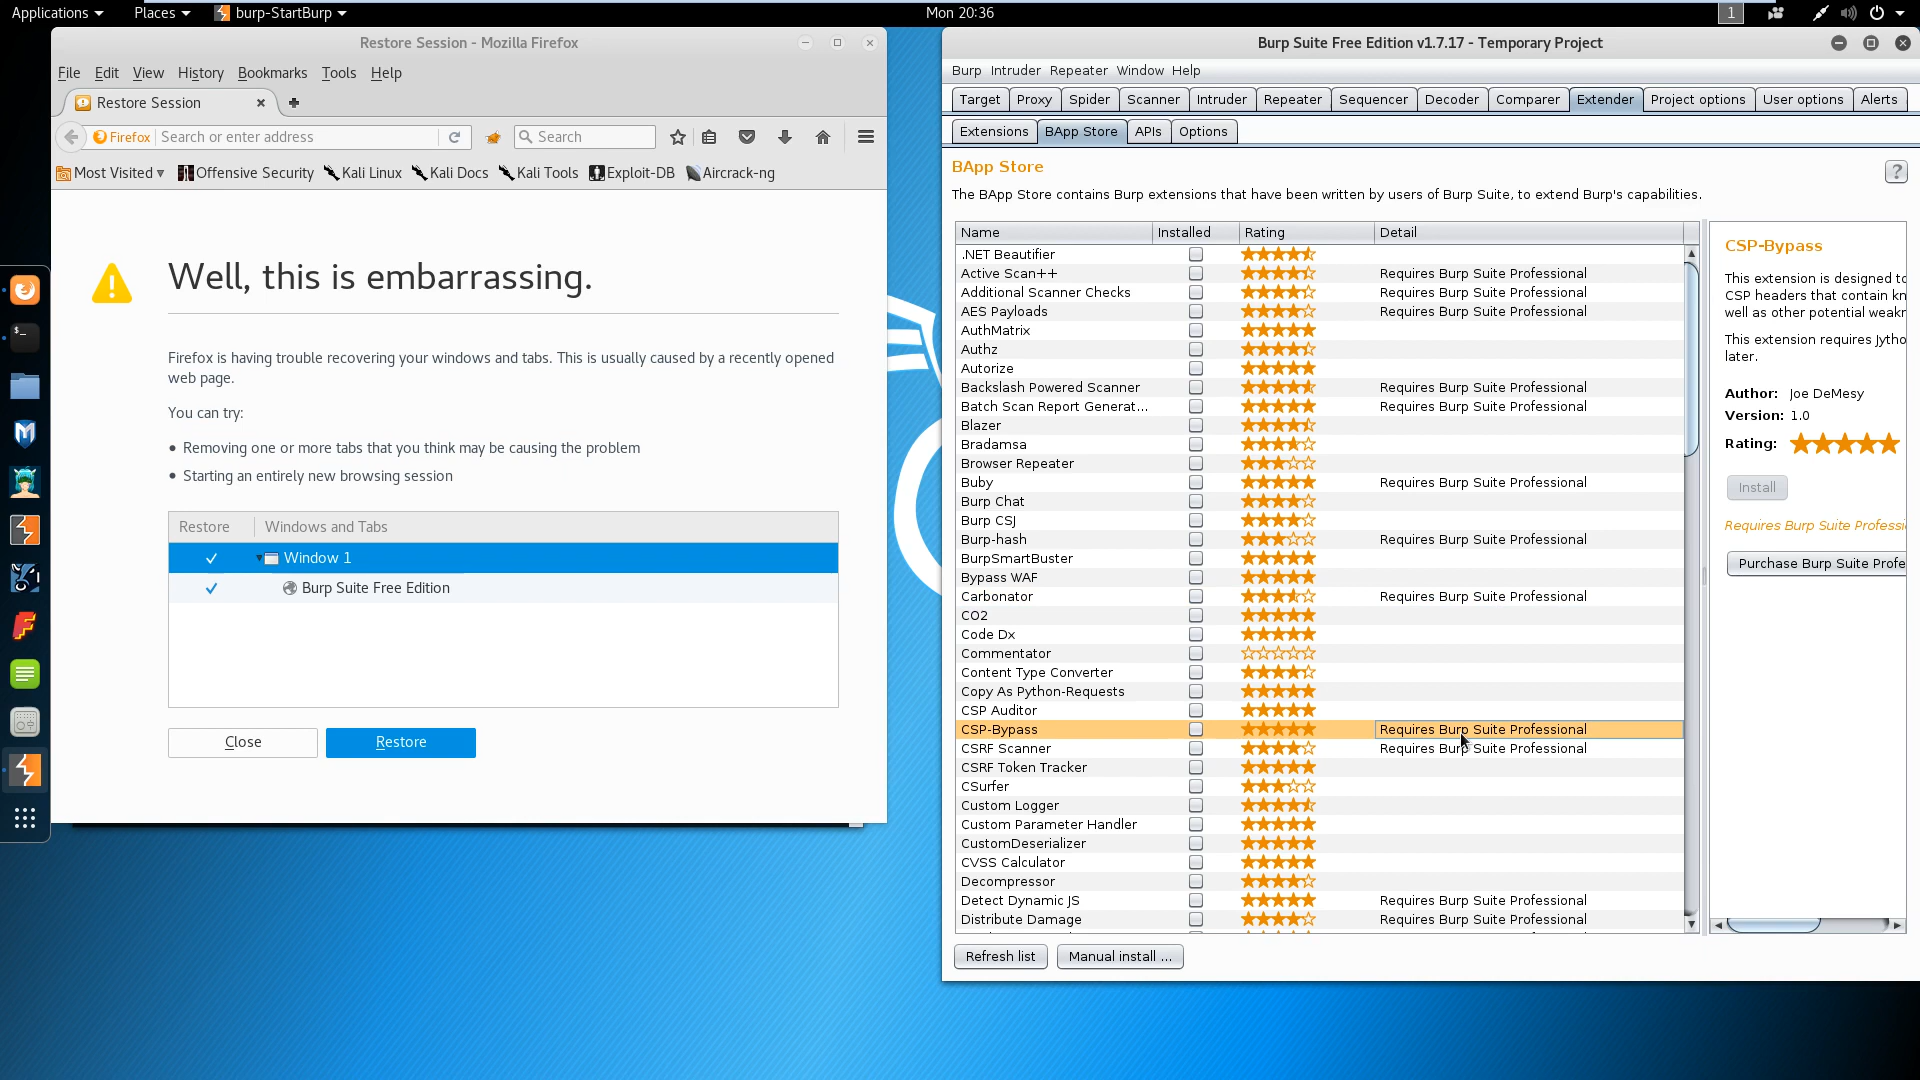 Applications Places burp-StartBurp Mon 20:36 1
Restore Session - Mozilla Firefox
File Edit View History Bookmarks Tools Help
Restore Session
Firefox Search or enter address Search
Most Visited Offensive Security Kali Linux Kali Docs Kali Tools Exploit-DB Aircrack-ng
Well, this is embarrassing.
Firefox is having trouble recovering your windows and tabs. This is usually caused by a recently opened
web page.
You can try:
• Removing one or more tabs that you think may be causing the problem
• Starting an entirely new browsing session
Restore Windows and Tabs
Window 1
Burp Suite Free Edition
Close Restore
Burp Suite Free Edition v1.7.17 - Temporary Project
Burp Intruder Repeater Window Help
Target Proxy Spider Scanner Intruder Repeater Sequencer Decoder Comparer Extender Project options User options Alerts
Extensions BApp Store APIs Options
BApp Store
?
The BApp Store contains Burp extensions that have been written by users of Burp Suite, to extend Burp's capabilities.
Name Installed Rating Detail
.NET Beautifier
Active Scan++ Requires Burp Suite Professional
Additional Scanner Checks Requires Burp Suite Professional
AES Payloads Requires Burp Suite Professional
AuthMatrix
Authz
Autorize
Backslash Powered Scanner Requires Burp Suite Professional
Batch Scan Report Generat... Requires Burp Suite Professional
Blazer
Bradamsa
Browser Repeater
Buby Requires Burp Suite Professional
Burp Chat
Burp CSJ
Burp-hash Requires Burp Suite Professional
BurpSmartBuster
Bypass WAF
Carbonator Requires Burp Suite Professional
CO2
Code Dx
Commentator
Content Type Converter
Copy As Python-Requests
CSP Auditor
CSP-Bypass Requires Burp Suite Professional
CSRF Scanner Requires Burp Suite Professional
CSRF Token Tracker
CSurfer
Custom Logger
Custom Parameter Handler
CustomDeserializer
CVSS Calculator
Decompressor
Detect Dynamic JS Requires Burp Suite Professional
Distribute Damage Requires Burp Suite Professional
Refresh list Manual install ...
CSP-Bypass
This extension is designed to
CSP headers that contain kn
well as other potential weakr
This extension requires Jytho
later.
Author: Joe DeMesy
Version: 1.0
Rating:
Install
Requires Burp Suite Professi
Purchase Burp Suite Profe